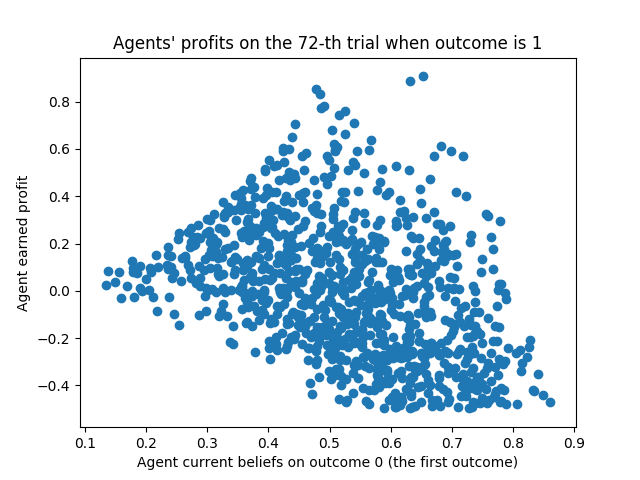 Agents' profits on the 72-th trial when outcome is 1
Agent earned profit
0.8
0.6
0.4
0.2
0.0
−0.2
−0.4
0.1 0.2 0.3 0.4 0.5 0.6 0.7 0.8 0.9
Agent current beliefs on outcome 0 (the first outcome)